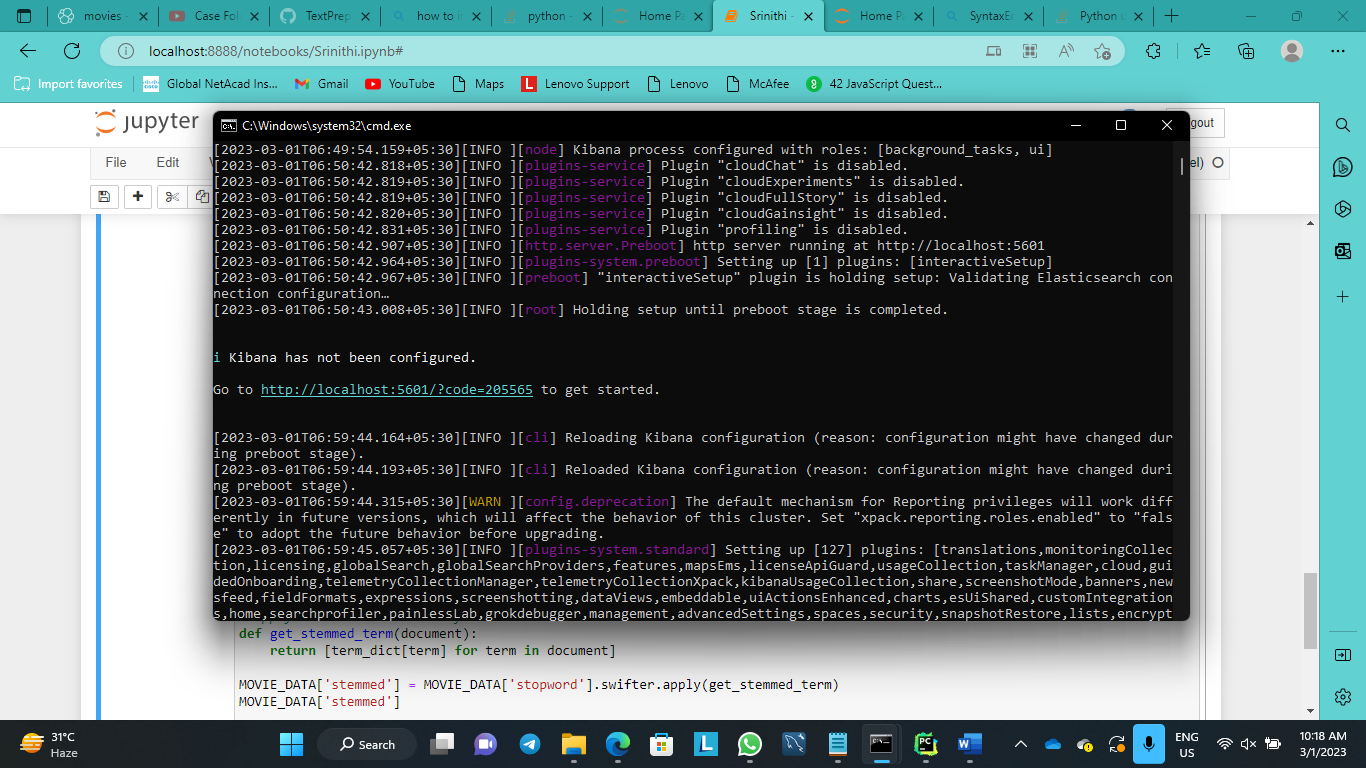 movies -
Case Fol
TextPrep
how to i
python -
Home Pa
Srinithi -
Home Pa
SyntaxEr
Python u
localhost:8888/notebooks/Srinithi.ipynb#
Import favorites
Global NetAcad Ins...
Gmail
YouTube
Maps
L Lenovo Support
Lenovo
McAfee
42 JavaScript Quest...
jupyter
gout
File Edit
el)
C:\Windows\system32\cmd.exe
[2023-03-01T06:49:54.159+05:30][INFO ][node] Kibana process configured with roles: [background_tasks, ui]
[2023-03-01T06:50:42.818+05:30][INFO ][plugins-service] Plugin "cloudChat" is disabled.
[2023-03-01T06:50:42.819+05:30][INFO ][plugins-service] Plugin "cloudExperiments" is disabled.
[2023-03-01T06:50:42.819+05:30][INFO ][plugins-service] Plugin "cloudFullStory" is disabled.
[2023-03-01T06:50:42.820+05:30][INFO ][plugins-service] Plugin "cloudGainsight" is disabled.
[2023-03-01T06:50:42.831+05:30][INFO ][plugins-service] Plugin "profiling" is disabled.
[2023-03-01T06:50:42.907+05:30][INFO ][http.server.Preboot] http server running at http://localhost:5601
[2023-03-01T06:50:42.964+05:30][INFO ][plugins-system.preboot] Setting up [1] plugins: [interactiveSetup]
[2023-03-01T06:50:42.967+05:30][INFO ][preboot] "interactiveSetup" plugin is holding setup: Validating Elasticsearch con
nection configuration…
[2023-03-01T06:50:43.008+05:30][INFO ][root] Holding setup until preboot stage is completed.
i Kibana has not been configured.
Go to http://localhost:5601/?code=205565 to get started.
[2023-03-01T06:59:44.164+05:30][INFO ][cli] Reloading Kibana configuration (reason: configuration might have changed dur
ing preboot stage).
[2023-03-01T06:59:44.193+05:30][INFO ][cli] Reloaded Kibana configuration (reason: configuration might have changed duri
ng preboot stage).
[2023-03-01T06:59:44.315+05:30][WARN ][config.deprecation] The default mechanism for Reporting privileges will work diff
erently in future versions, which will affect the behavior of this cluster. Set "xpack.reporting.roles.enabled" to "fals
e" to adopt the future behavior before upgrading.
[2023-03-01T06:59:45.057+05:30][INFO ][plugins-system.standard] Setting up [127] plugins: [translations,monitoringCollec
tion,licensing,globalSearch,globalSearchProviders,features,mapsEms,licenseApiGuard,usageCollection,taskManager,cloud,gui
dedOnboarding,telemetryCollectionManager,telemetryCollectionXpack,kibanaUsageCollection,share,screenshotMode,banners,new
sfeed,fieldFormats,expressions,screenshotting,dataViews,embeddable,uiActionsEnhanced,charts,esUiShared,customIntegration
s,home,searchprofiler,painlessLab,grokdebugger,management,advancedSettings,spaces,security,snapshotRestore,lists,encrypt
def get_stemmed_term(document):
return [term_dict[term] for term in document]
MOVIE_DATA['stemmed'] = MOVIE_DATA['stopword'].swifter.apply(get_stemmed_term)
MOVIE_DATA['stemmed']
31°C
Haze
Search
ENG
US
10:18 AM
3/1/2023